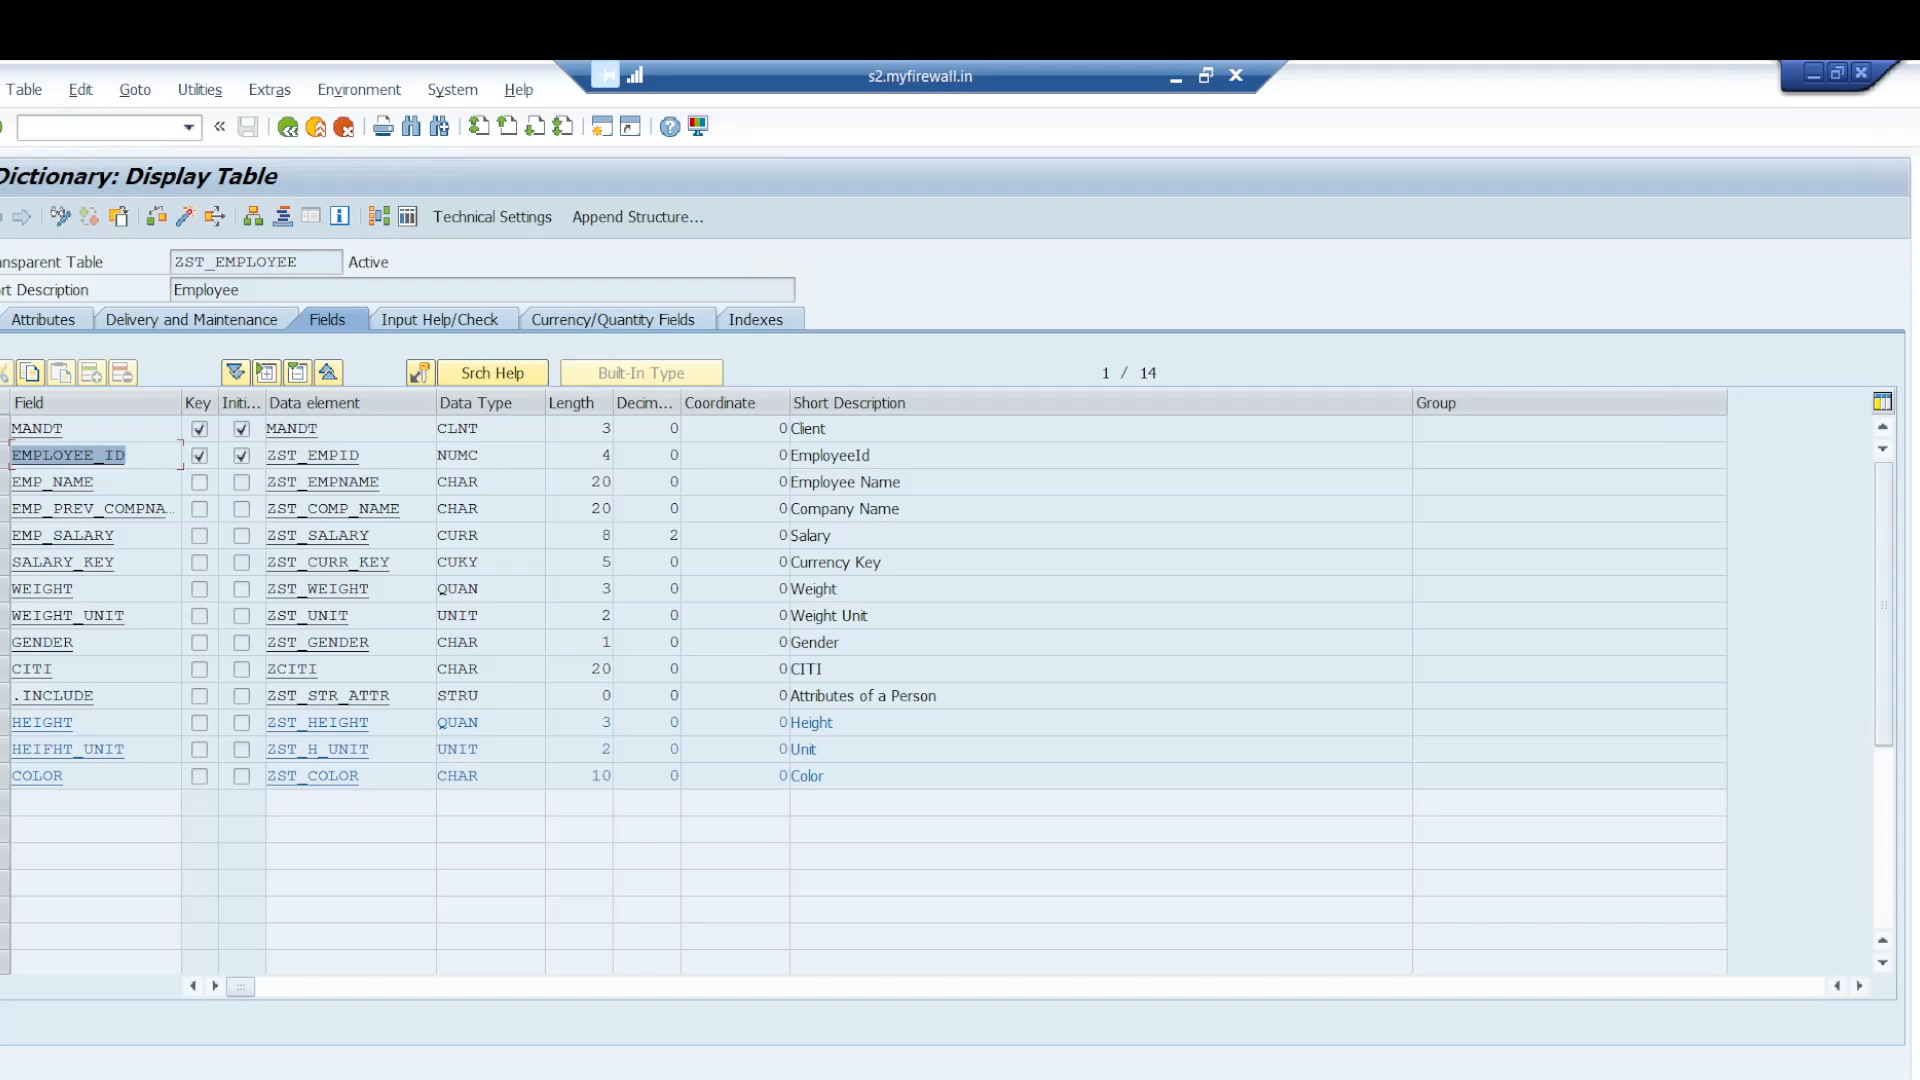 s2.myfirewall.in
Table Edit Goto Utilities Extras Environment System Help
Dictionary: Display Table
Technical Settings Append Structure...
ansparent Table ZST_EMPLOYEE Active
rt Description Employee
Attributes Delivery and Maintenance Fields Input Help/Check Currency/Quantity Fields Indexes
Srch Help Built-In Type 1 / 14
Field Key Initi... Data element Data Type Length Decim... Coordinate Short Description Group
MANDT MANDT CLNT 3 0 0 Client
EMPLOYEE_ID ZST_EMPID NUMC 4 0 0 EmployeeId
EMP_NAME ZST_EMPNAME CHAR 20 0 0 Employee Name
EMP_PREV_COMPNA... ZST_COMP_NAME CHAR 20 0 0 Company Name
EMP_SALARY ZST_SALARY CURR 8 2 0 Salary
SALARY_KEY ZST_CURR_KEY CUKY 5 0 0 Currency Key
WEIGHT ZST_WEIGHT QUAN 3 0 0 Weight
WEIGHT_UNIT ZST_UNIT UNIT 2 0 0 Weight Unit
GENDER ZST_GENDER CHAR 1 0 0 Gender
CITI ZCITI CHAR 20 0 0 CITI
.INCLUDE ZST_STR_ATTR STRU 0 0 0 Attributes of a Person
HEIGHT ZST_HEIGHT QUAN 3 0 0 Height
HEIFHT_UNIT ZST_H_UNIT UNIT 2 0 0 Unit
COLOR ZST_COLOR CHAR 10 0 0 Color